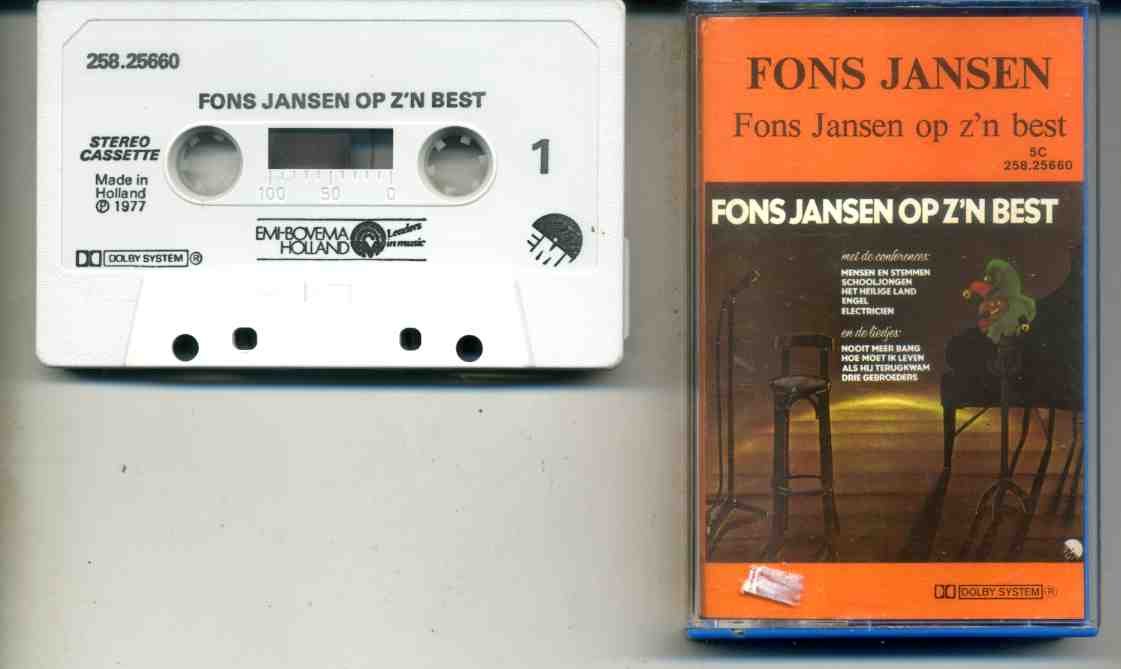 258.25660
FONS JANSEN OP Z'N BEST
STEREO
CASSETTE
Made in
Holland
℗ 1977
1
100 50 0
EMI-BOVEMA
HOLLAND
Leaders
in music
EMI
DOLBY SYSTEM ®
FONS JANSEN
Fons Jansen op z'n best
5C
258.25660
FONS JANSEN OP Z'N BEST
met de conferences:
MENSEN EN STEMMEN
SCHOOLJONGEN
HET HEILIGE LAND
ENGEL
ELECTRICIEN
en de liedjes:
NOOIT MEER BANG
HOE MOET IK LEVEN
ALS HIJ TERUGKWAM
DRIE GEBROEDERS
DOLBY SYSTEM ®